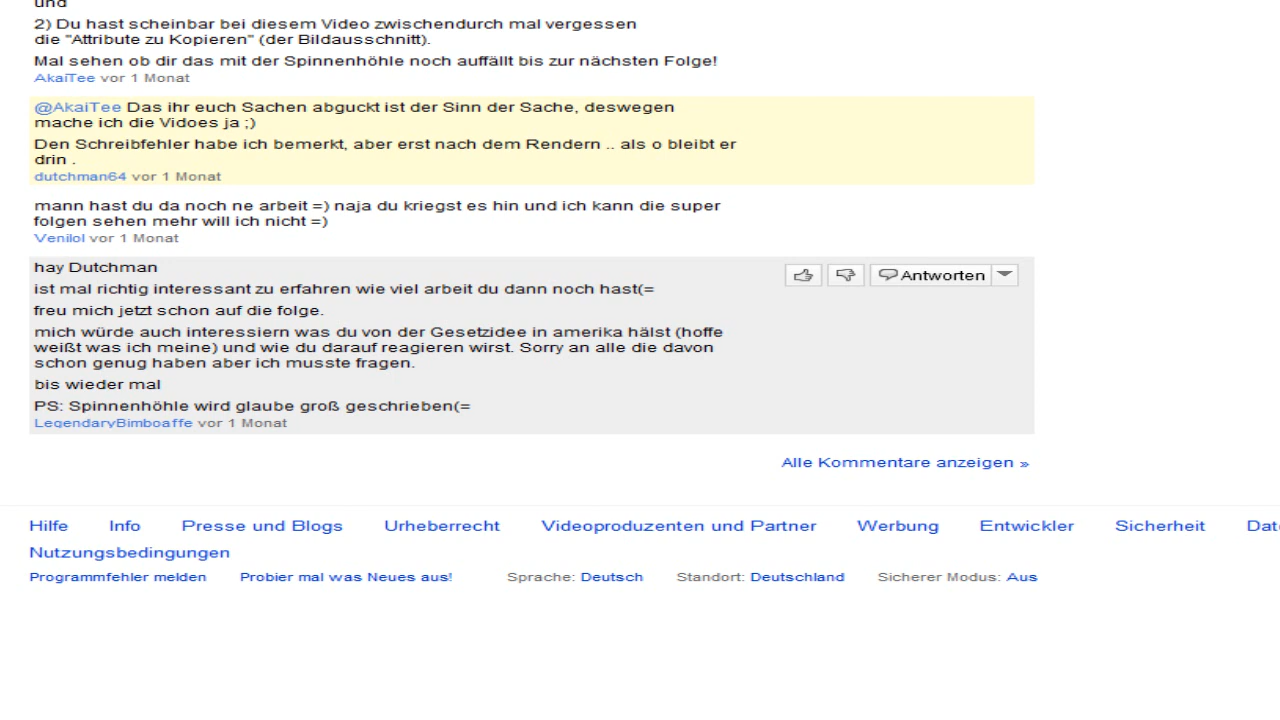 und
2) Du hast scheinbar bei diesem Video zwischendurch mal vergessen
die "Attribute zu Kopieren" (der Bildausschnitt).
Mal sehen ob dir das mit der Spinnenhöhle noch auffällt bis zur nächsten Folge!
AkaiTee vor 1 Monat
@AkaiTee Das ihr euch Sachen abguckt ist der Sinn der Sache, deswegen
mache ich die Vidoes ja ;)
Den Schreibfehler habe ich bemerkt, aber erst nach dem Rendern .. als o bleibt er
drin .
dutchman64 vor 1 Monat
mann hast du da noch ne arbeit =) naja du kriegst es hin und ich kann die super
folgen sehen mehr will ich nicht =)
Venilol vor 1 Monat
hay Dutchman
Antworten
ist mal richtig interessant zu erfahren wie viel arbeit du dann noch hast(=
freu mich jetzt schon auf die folge.
mich würde auch interessiern was du von der Gesetzidee in amerika hälst (hoffe
weißt was ich meine) und wie du darauf reagieren wirst. Sorry an alle die davon
schon genug haben aber ich musste fragen.
bis wieder mal
PS: Spinnenhöhle wird glaube groß geschrieben(=
LegendaryBimboaffe vor 1 Monat
Alle Kommentare anzeigen »
Hilfe Info Presse und Blogs Urheberrecht Videoproduzenten und Partner Werbung Entwickler Sicherheit Dat
Nutzungsbedingungen
Programmfehler melden Probier mal was Neues aus! Sprache: Deutsch Standort: Deutschland Sicherer Modus: Aus